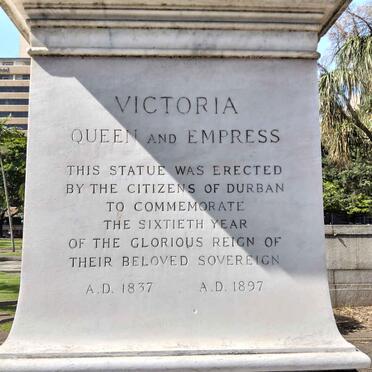 VICTORIA
QUEEN AND EMPRESS
THIS STATUE WAS ERECTED
BY THE CITIZENS OF DURBAN
TO COMMEMORATE
THE SIXTIETH YEAR
OF THE GLORIOUS REIGN OF
THEIR BELOVED SOVEREIGN
A.D. 1837 A.D. 1897